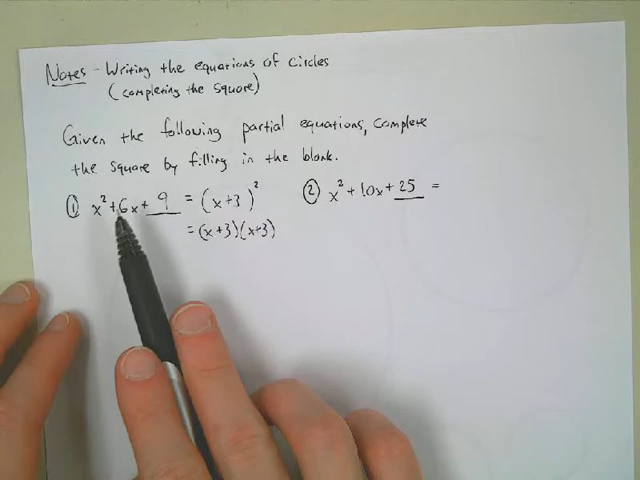 Notes - Writing the equations of circles
(completing the square)
Given the following partial equations, complete
the square by filling in the blank.
① x² + 6x + 9 = (x+3)²
= (x+3)(x+3)
② x² + 10x + 25 =